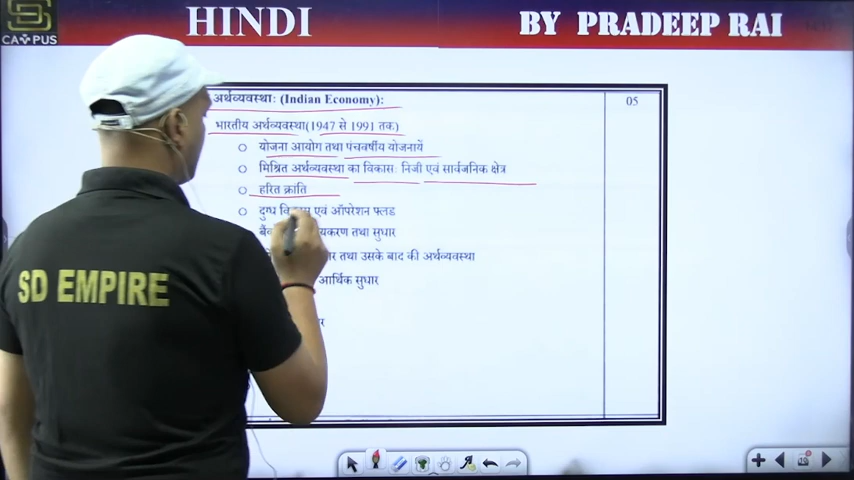 SD
CAMPUS
HINDI
BY PRADEEP RAI
अर्थव्यवस्थाः (Indian Economy):
05
भारतीय अर्थव्यवस्था(1947 से 1991 तक)
योजना आयोग तथा पंचवर्षीय योजनायें
मिश्रित अर्थव्यवस्था का विकासः निजी एवं सार्वजनिक क्षेत्र
हरित क्रांति
दुग्ध एवं ऑपरेशन फ्लड
तथा सुधार
तथा उसके बाद की अर्थव्यवस्था
आर्थिक सुधार
SD EMPIRE